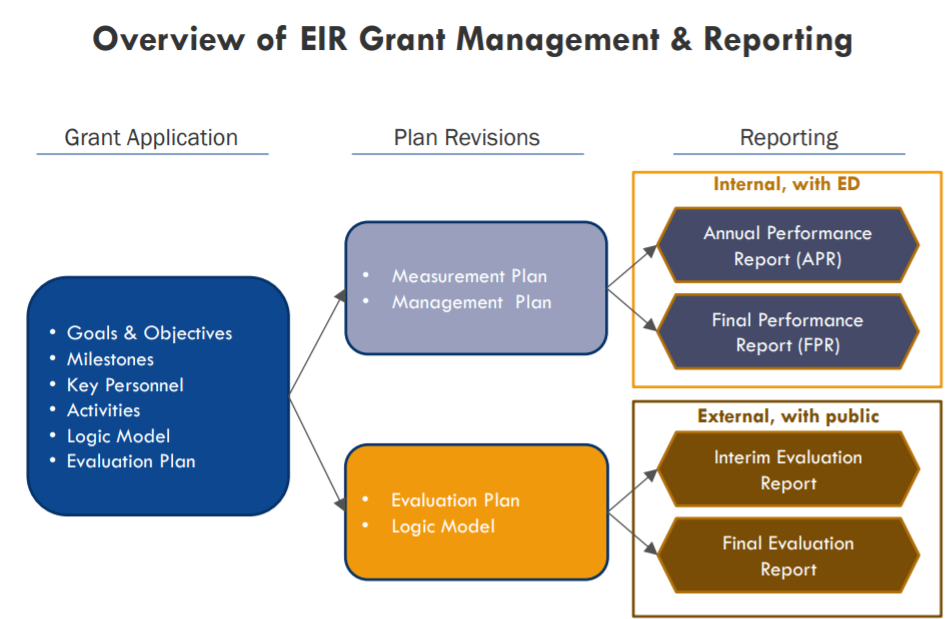 Overview of EIR Grant Management & Reporting
Grant Application
Plan Revisions
Reporting
• Goals & Objectives
• Milestones
• Key Personnel
• Activities
• Logic Model
• Evaluation Plan
• Measurement Plan
• Management Plan
• Evaluation Plan
• Logic Model
Internal, with ED
Annual Performance
Report (APR)
Final Performance
Report (FPR)
External, with public
Interim Evaluation
Report
Final Evaluation
Report